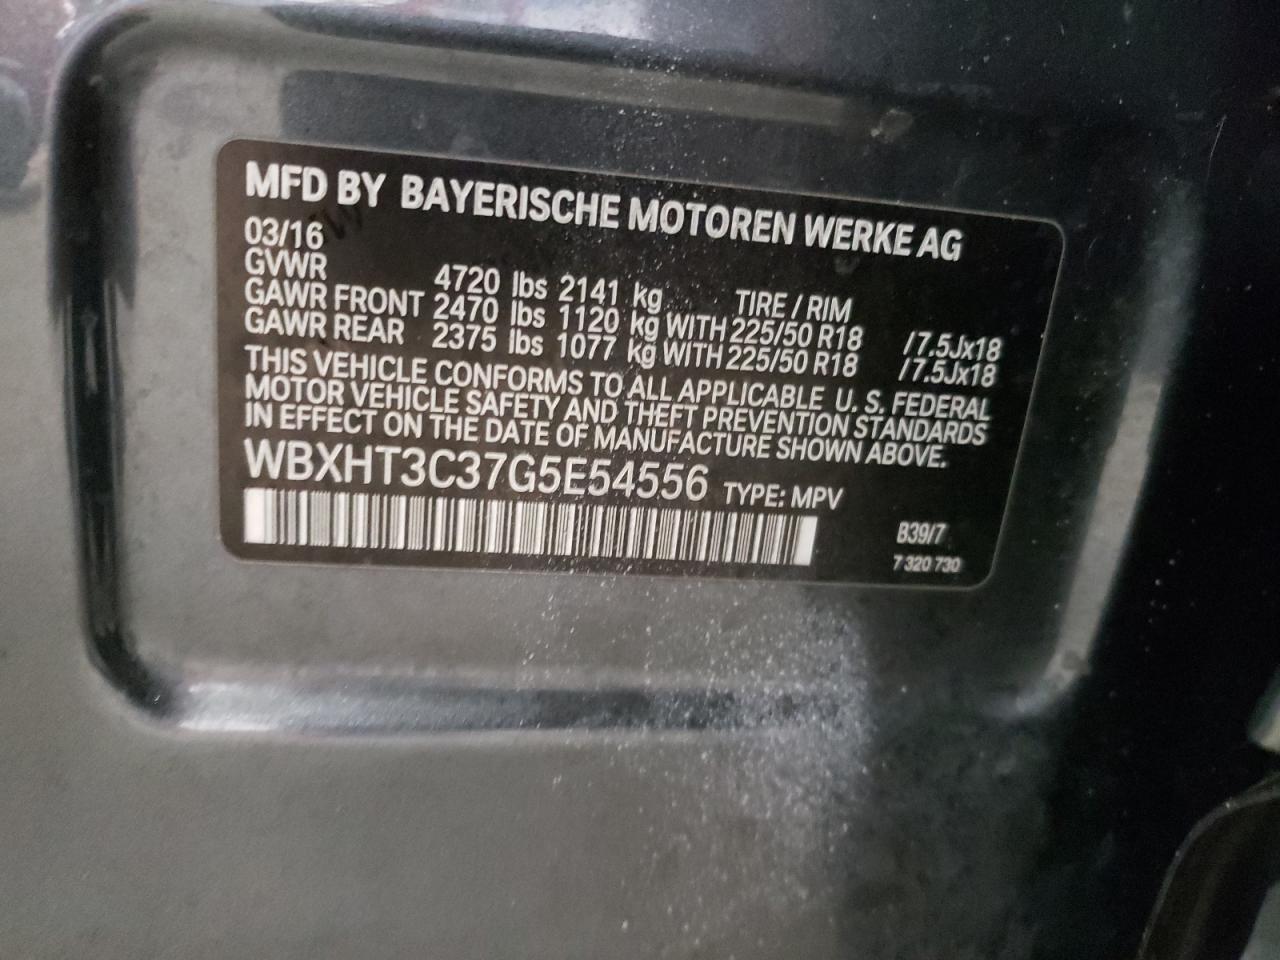 MFD BY BAYERISCHE MOTOREN WERKE AG
03/16
GVWR 4720 lbs 2141 kg TIRE / RIM
GAWR FRONT 2470 lbs 1120 kg WITH 225/50 R18 /7.5Jx18
GAWR REAR 2375 lbs 1077 kg WITH 225/50 R18 /7.5Jx18
THIS VEHICLE CONFORMS TO ALL APPLICABLE U. S. FEDERAL
MOTOR VEHICLE SAFETY AND THEFT PREVENTION STANDARDS
IN EFFECT ON THE DATE OF MANUFACTURE SHOWN ABOVE.
WBXHT3C37G5E54556 TYPE: MPV
B39/7
7 320 730